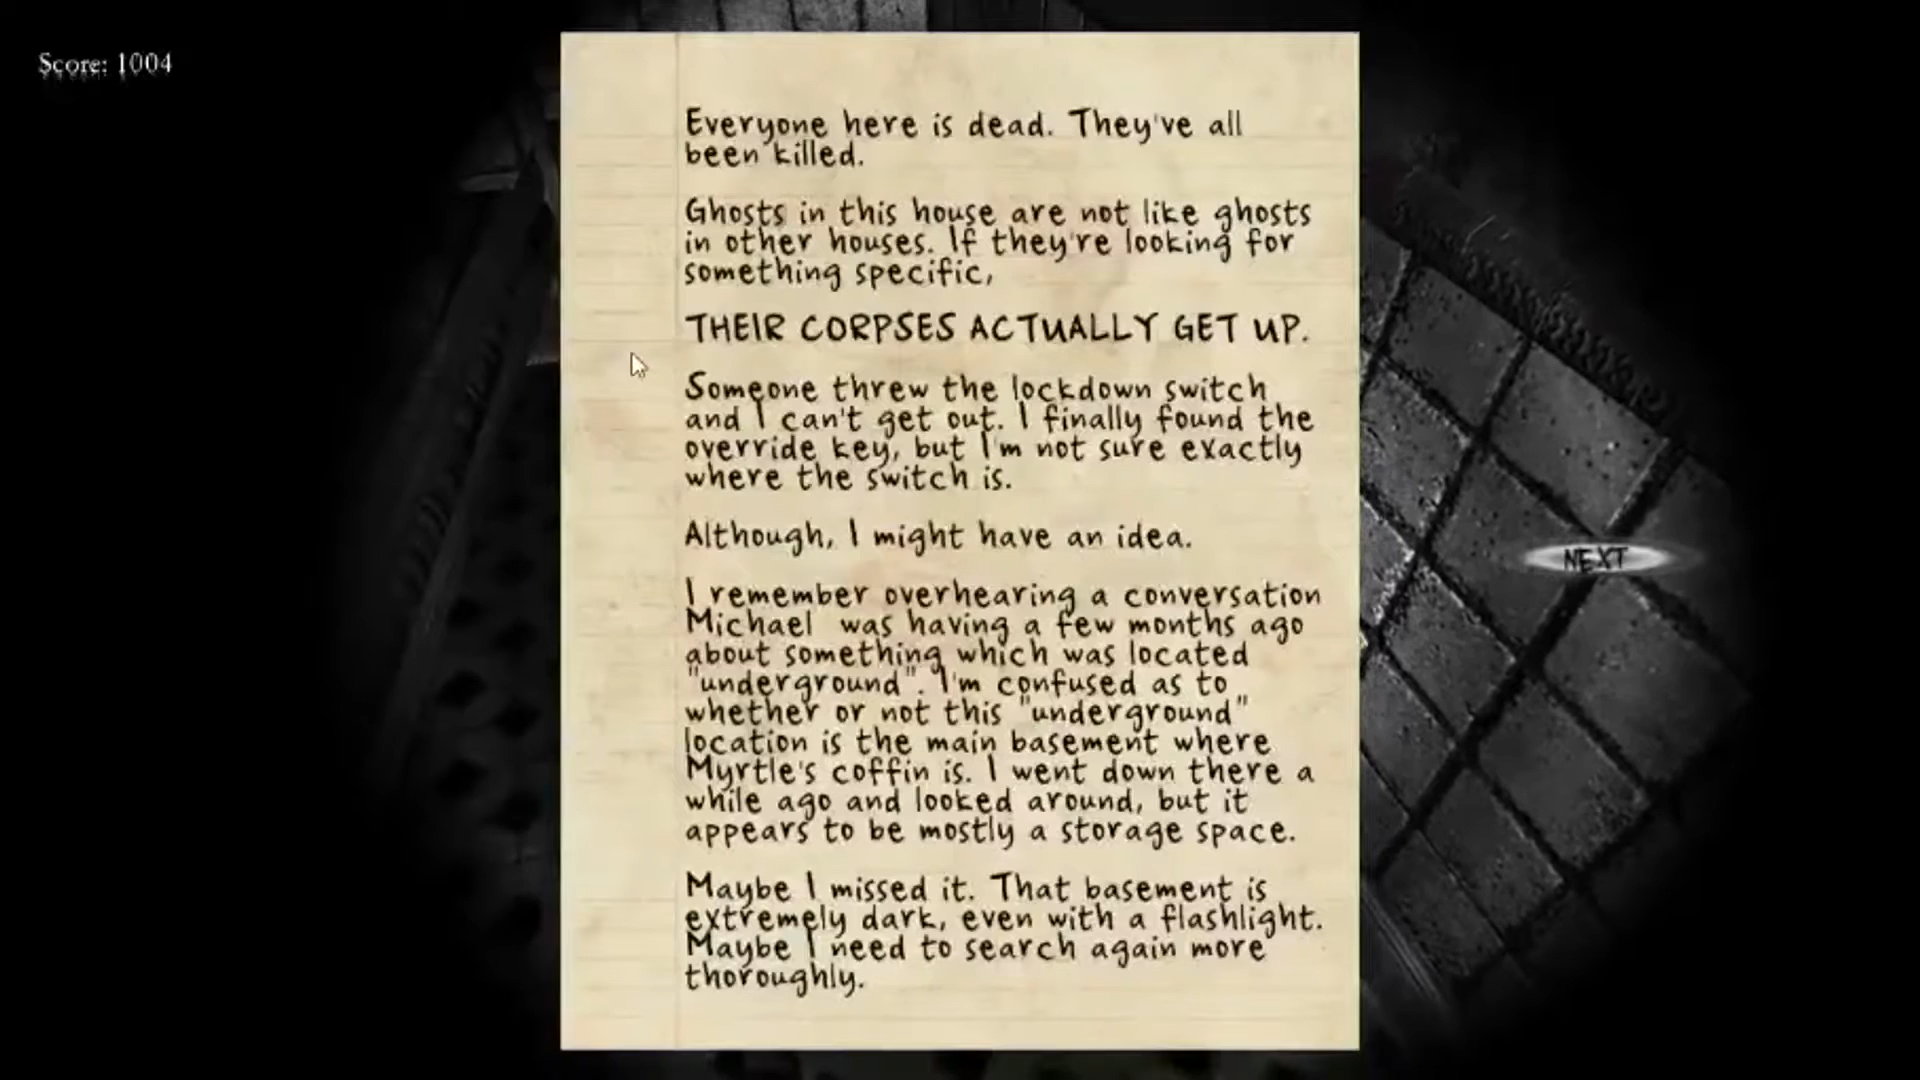 Score: 1004
Everyone here is dead. They've all
been killed.
Ghosts in this house are not like ghosts
in other houses. If they're looking for
something specific,
THEIR CORPSES ACTUALLY GET UP.
Someone threw the lockdown switch
and I can't get out. I finally found the
override key, but I'm not sure exactly
where the switch is.
Although, I might have an idea.
I remember overhearing a conversation
Michael was having a few months ago
about something which was located
"underground". I'm confused as to
whether or not this "underground"
location is the main basement where
Myrtle's coffin is. I went down there a
while ago and looked around, but it
appears to be mostly a storage space.
Maybe I missed it. That basement is
extremely dark, even with a flashlight.
Maybe I need to search again more
thoroughly.
NEXT